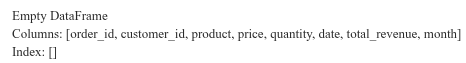 Empty DataFrame
Columns: [order_id, customer_id, product, price, quantity, date, total_revenue, month]
Index: []